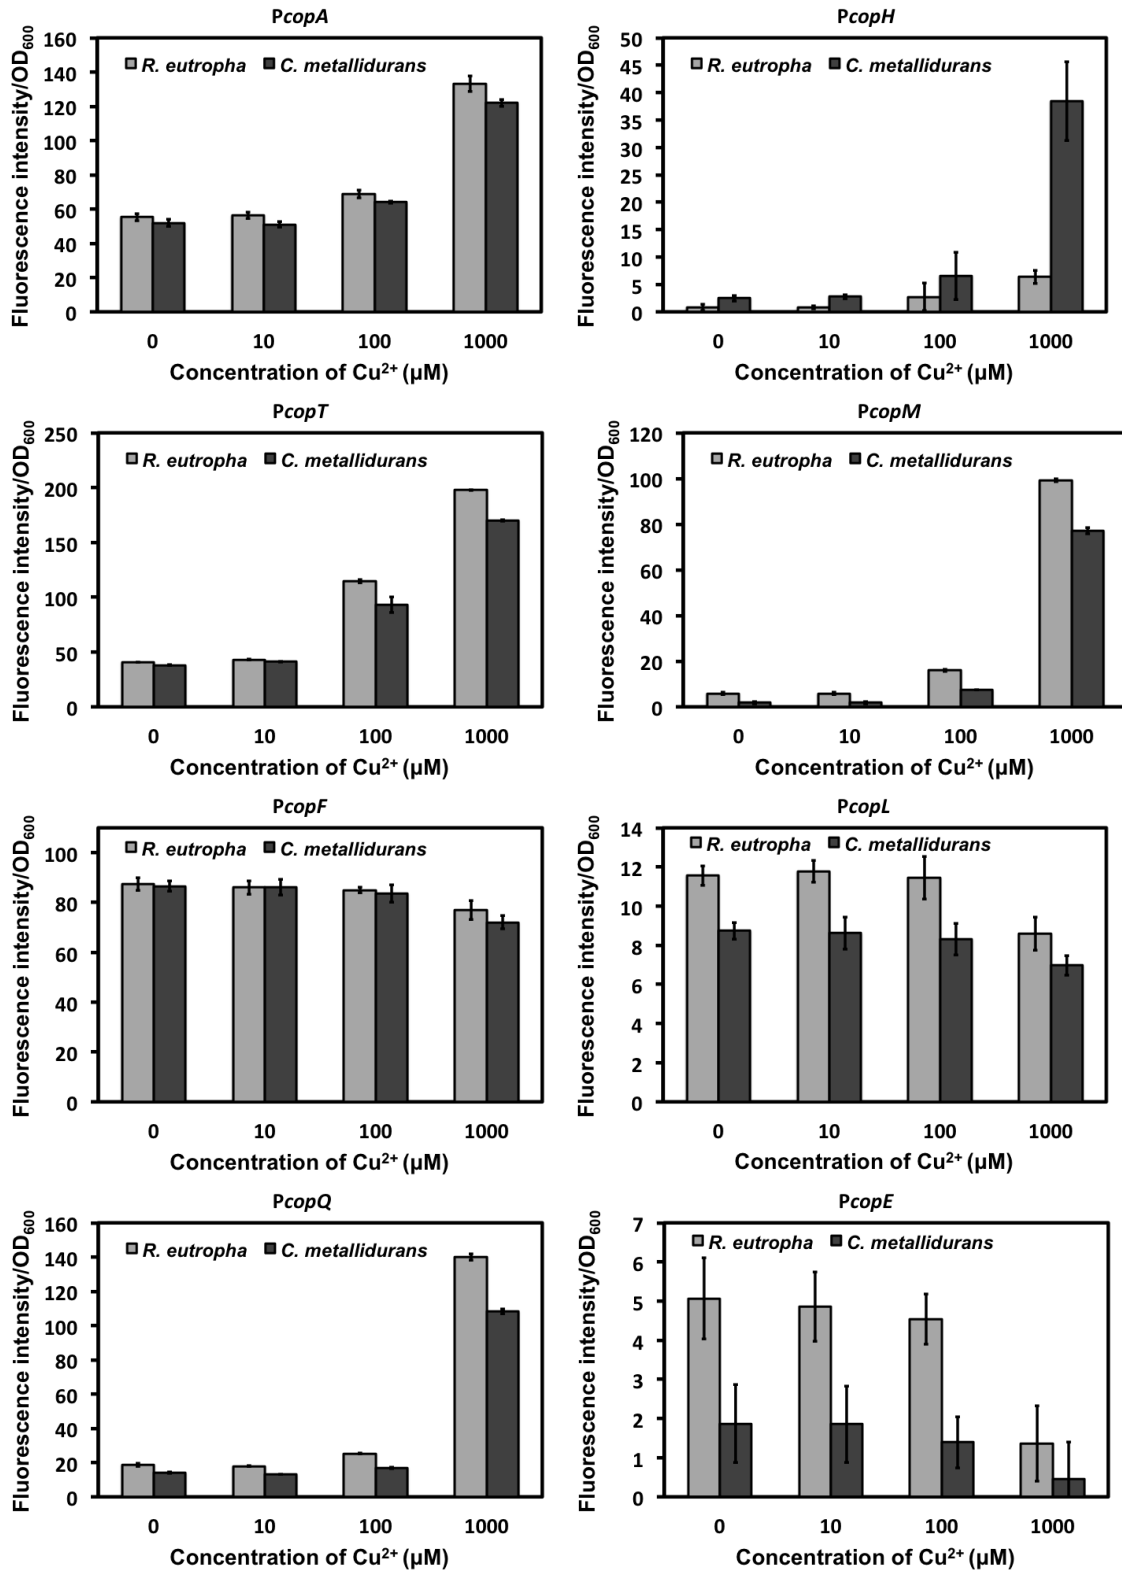 PcopA
Fluorescence intensity/OD600
160
140
120
100
80
60
40
20
0
R. eutropha C. metallidurans
0 10 100 1000
Concentration of Cu²⁺ (µM)
PcopH
Fluorescence intensity/OD600
50
45
40
35
30
25
20
15
10
5
0
R. eutropha C. metallidurans
0 10 100 1000
Concentration of Cu²⁺ (µM)
PcopT
Fluorescence intensity/OD600
250
200
150
100
50
0
R. eutropha C. metallidurans
0 10 100 1000
Concentration of Cu²⁺ (µM)
PcopM
Fluorescence intensity/OD600
120
100
80
60
40
20
0
R. eutropha C. metallidurans
0 10 100 1000
Concentration of Cu²⁺ (µM)
PcopF
Fluorescence intensity/OD600
100
80
60
40
20
0
R. eutropha C. metallidurans
0 10 100 1000
Concentration of Cu²⁺ (µM)
PcopL
Fluorescence intensity/OD600
14
12
10
8
6
4
2
0
R. eutropha C. metallidurans
0 10 100 1000
Concentration of Cu²⁺ (µM)
PcopQ
Fluorescence intensity/OD600
160
140
120
100
80
60
40
20
0
R. eutropha C. metallidurans
0 10 100 1000
Concentration of Cu²⁺ (µM)
PcopE
Fluorescence intensity/OD600
7
6
5
4
3
2
1
0
R. eutropha C. metallidurans
0 10 100 1000
Concentration of Cu²⁺ (µM)